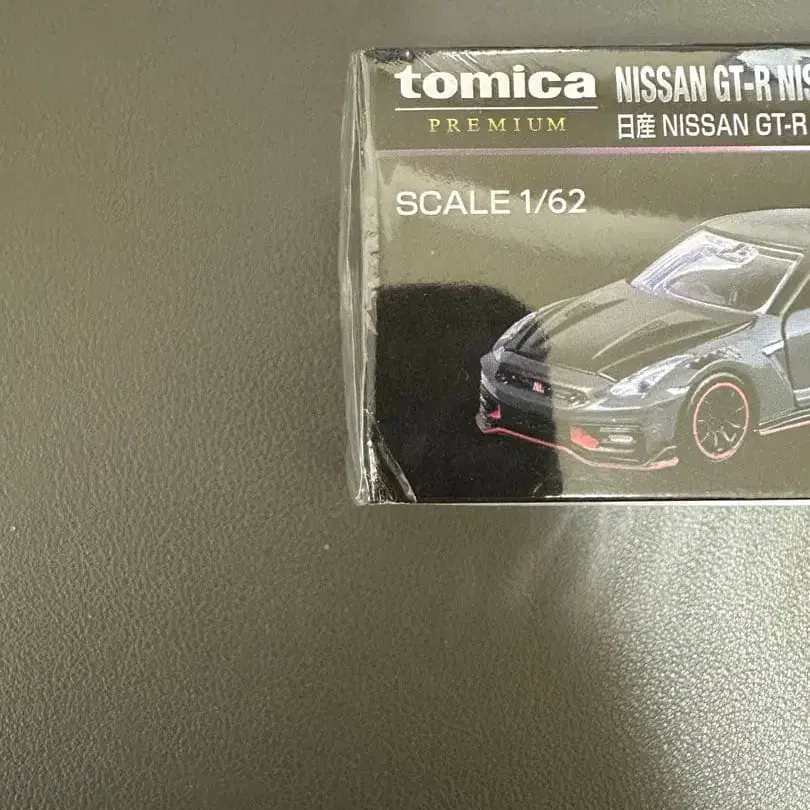 tomica
PREMIUM
NISSAN GT-R NIS
日産 NISSAN GT-R
SCALE 1/62